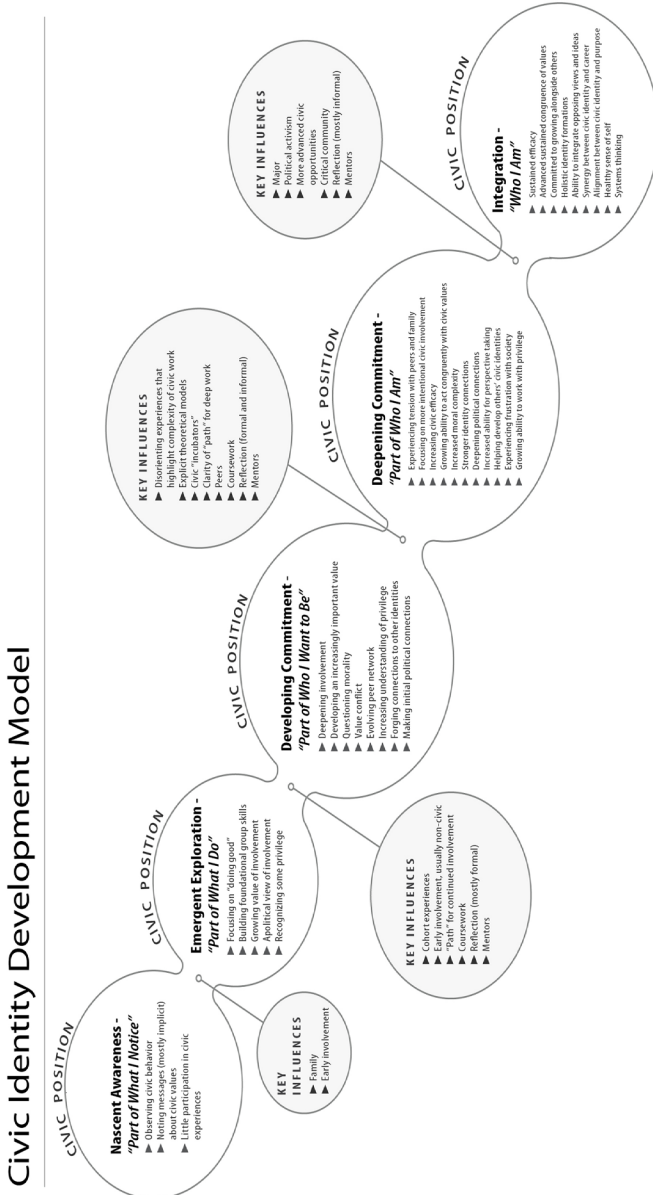 Civic Identity Development Model
CIVIC POSITION
Nascent Awareness -
"Part of What I Notice"
► Observing civic behavior
► Noting messages (mostly implicit)
about civic values
► Little participation in civic
experiences
KEY
INFLUENCES
► Family
► Early involvement
CIVIC POSITION
Emergent Exploration -
"Part of What I Do"
► Focusing on "doing good"
► Building foundational group skills
► Growing value of involvement
Apolitical view of involvement
► Recognizing some privilege
KEY INFLUENCES
► Cohort experiences
► Early involvement, usually non-civic
► "Path" for continued involvement
► Coursework
► Reflection (mostly formal)
► Mentors
CIVIC POSITION
Developing Commitment -
"Part of Who I Want to Be"
► Deepening involvement
► Developing an increasingly important value
► Questioning morality
► Value conflict
► Evolving peer network
► Increasing understanding of privilege
► Forging connections to other identities
► Making initial political connections
KEY INFLUENCES
► Disorienting experiences that
highlight complexity of civic work
► Explicit theoretical models
► Civic "incubators"
► Clarity of "path" for deep work
► Peers
► Coursework
► Reflection (formal and informal)
► Mentors
CIVIC POSITION
Deepening Commitment -
"Part of Who I Am"
► Experiencing tension with peers and family
► Focusing on more intentional civic involvement
► Increasing civic efficacy
► Growing ability to act congruently with civic values
► Increased moral complexity
► Stronger identity connections
► Deepening political connections
► Increased ability for perspective taking
► Helping develop others' civic identities
► Experiencing frustration with society
► Growing ability to work with privilege
KEY INFLUENCES
► Major
► Political activism
► More advanced civic
opportunities
► Critical community
► Reflection (mostly informal)
► Mentors
CIVIC POSITION
Integration -
"Who I Am"
► Sustained efficacy
► Advanced sustained congruence of values
► Committed to growing alongside others
► Holistic identity formations
► Ability to integrate opposing views and ideas
► Synergy between civic identity and career
► Alignment between civic identity and purpose
► Healthy sense of self
► Systems thinking